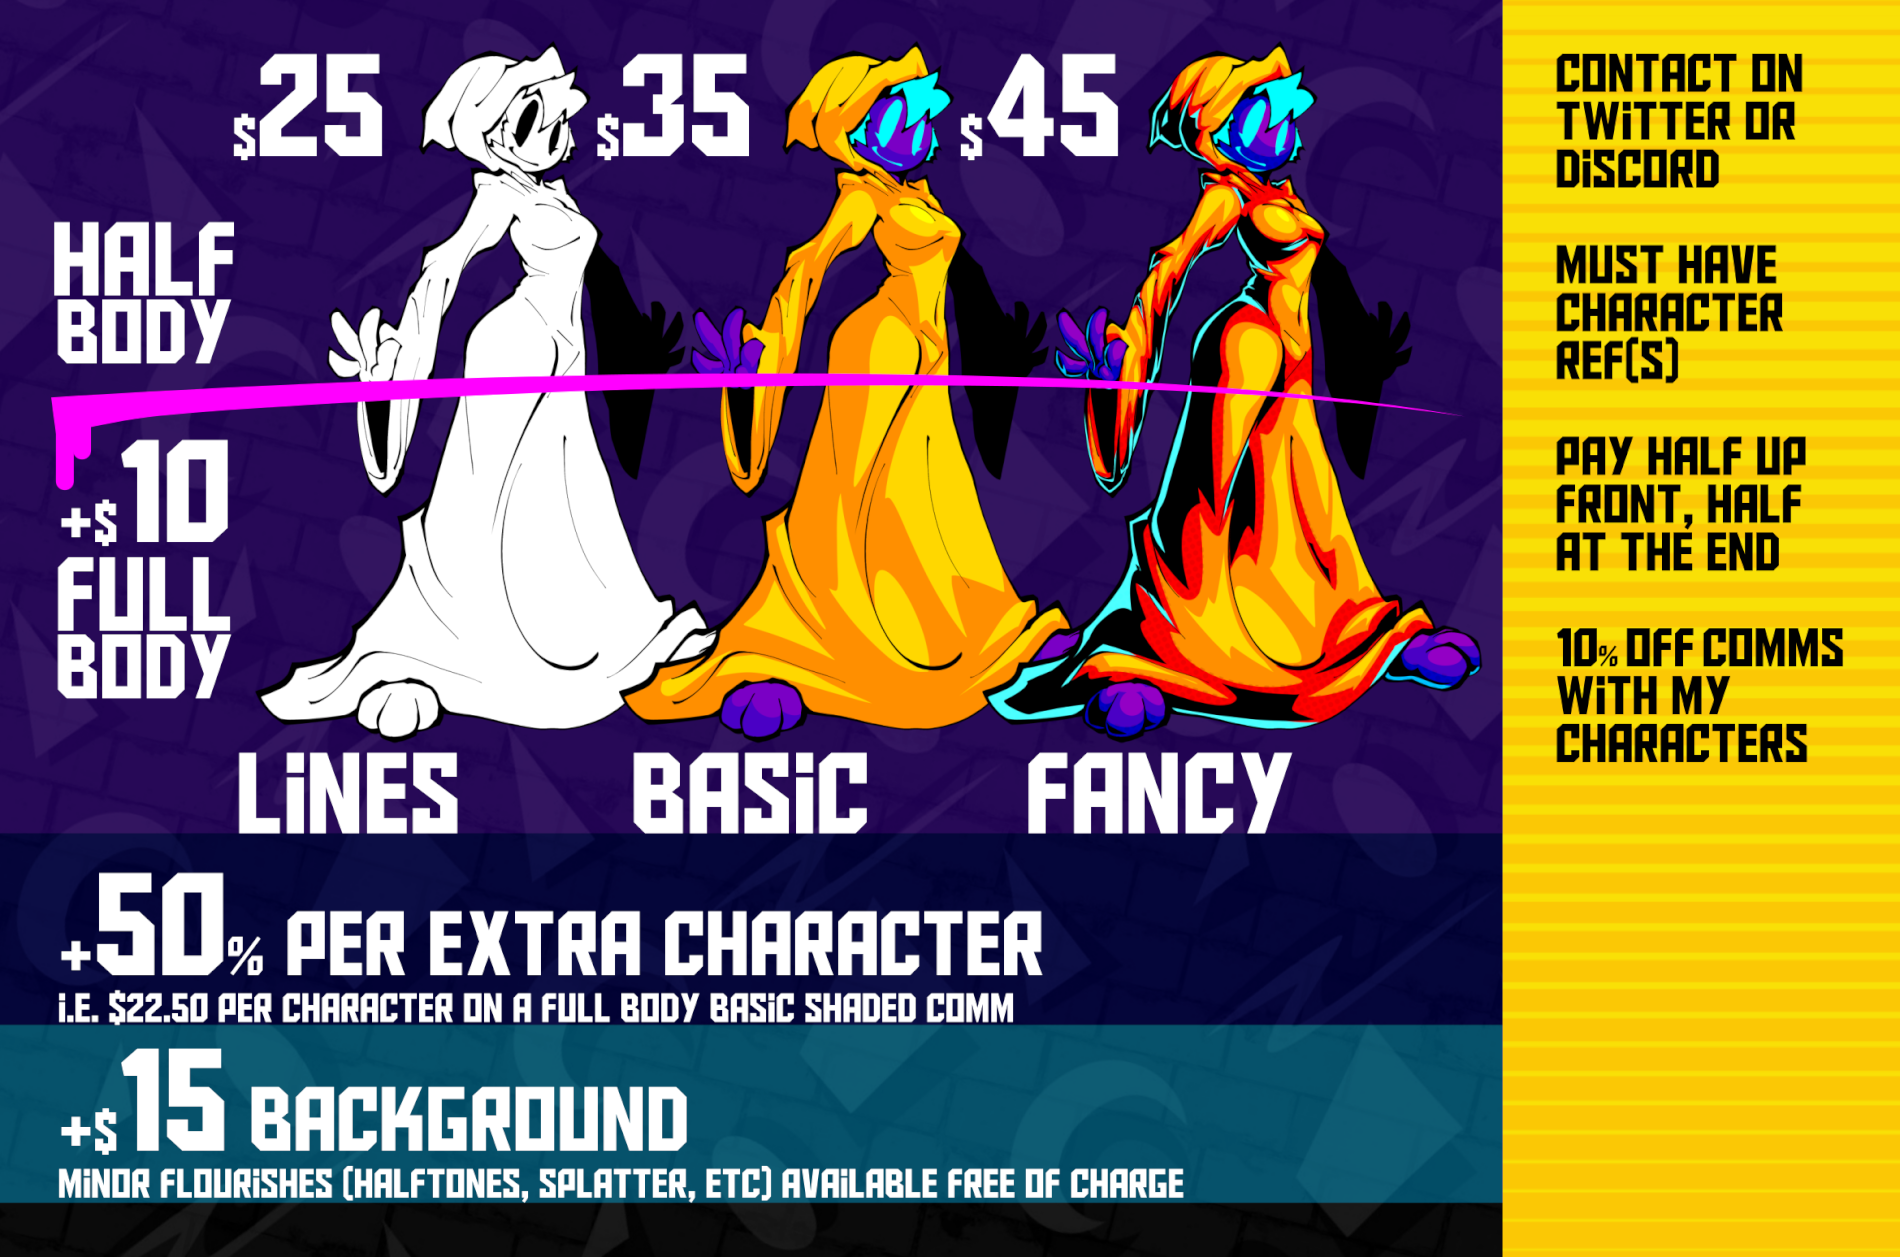 $25
$35
$45
HALF
BODY
+$10
FULL
BODY
LiNES
BASiC
FANCY
+50% PER EXTRA CHARACTER
i.E. $22.50 PER CHARACTER ON A FULL BODY BASiC SHADED COMM
+$15 BACKGROUND
MiNOR FLOURiSHES (HALFTONES, SPLATTER, ETC) AVAiLABLE FREE OF CHARGE
CONTACT ON
TWiTTER OR
DiSCORD
MUST HAVE
CHARACTER
REF(S)
PAY HALF UP
FRONT, HALF
AT THE END
10% OFF COMMS
WiTH MY
CHARACTERS